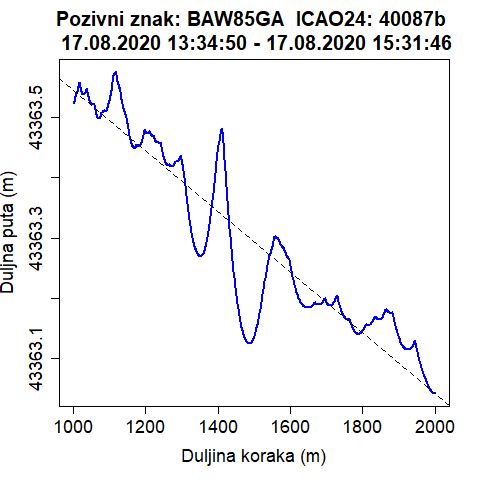 Pozivni znak: BAW85GA  ICAO24: 40087b
17.08.2020 13:34:50 - 17.08.2020 15:31:46
Duljna puta (m)
43363.5
43363.3
43363.1
1000 1200 1400 1600 1800 2000
Duljina koraka (m)